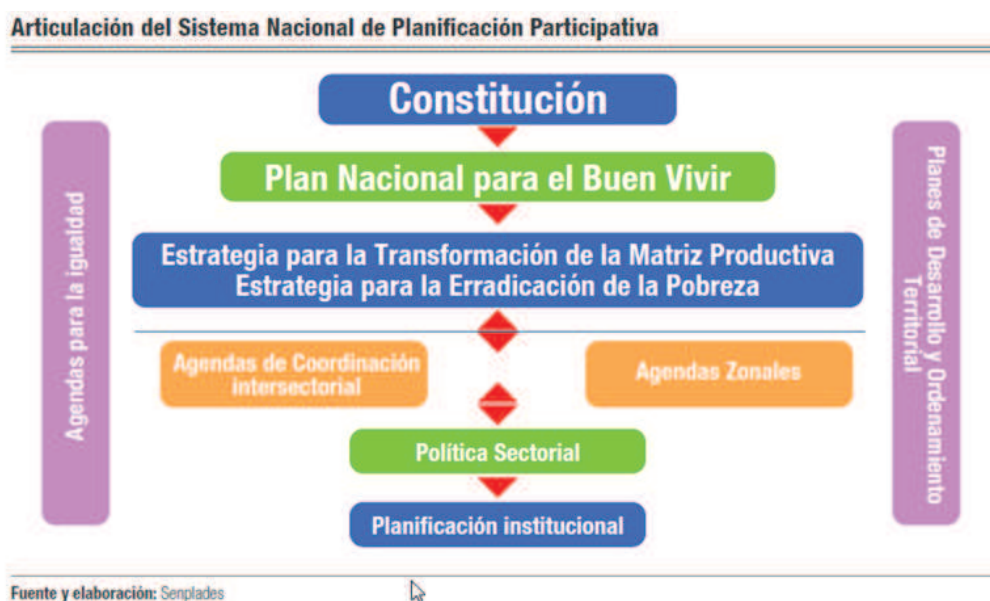 Articulación del Sistema Nacional de Planificación Participativa
Constitución
Plan Nacional para el Buen Vivir
Estrategia para la Transformación de la Matriz Productiva
Estrategia para la Erradicación de la Pobreza
Agendas de Coordinación
intersectorial
Agendas Zonales
Política Sectorial
Planificación institucional
Agendas para la igualdad
Planes de Desarrollo y Ordenamiento
Territorial
Fuente y elaboración: Senplades